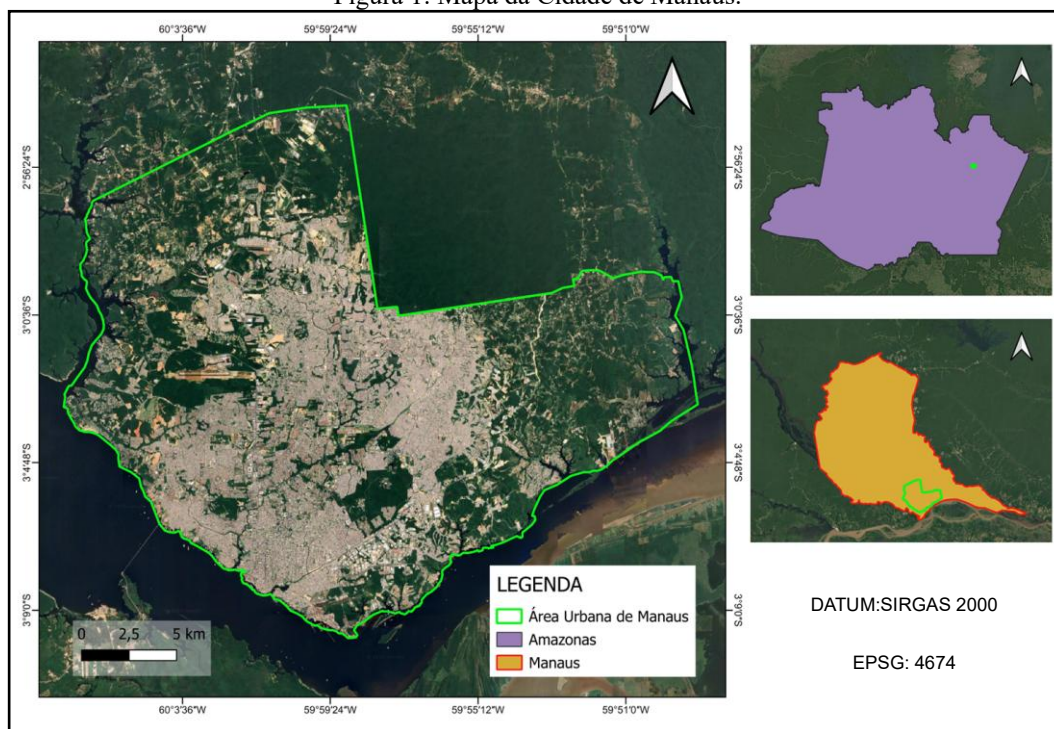 Figura 1: Mapa da Cidade de Manaus.
60°3'36"W 59°59'24"W 59°55'12"W 59°51'0"W
2°56'24"S 2°56'24"S
3°0'36"S 3°0'36"S
3°4'48"S 3°4'48"S
3°9'0"S 3°9'0"S
0 2,5 5 km
LEGENDA
Área Urbana de Manaus
Amazonas
Manaus
60°3'36"W 59°59'24"W 59°55'12"W 59°51'0"W
DATUM:SIRGAS 2000
EPSG: 4674